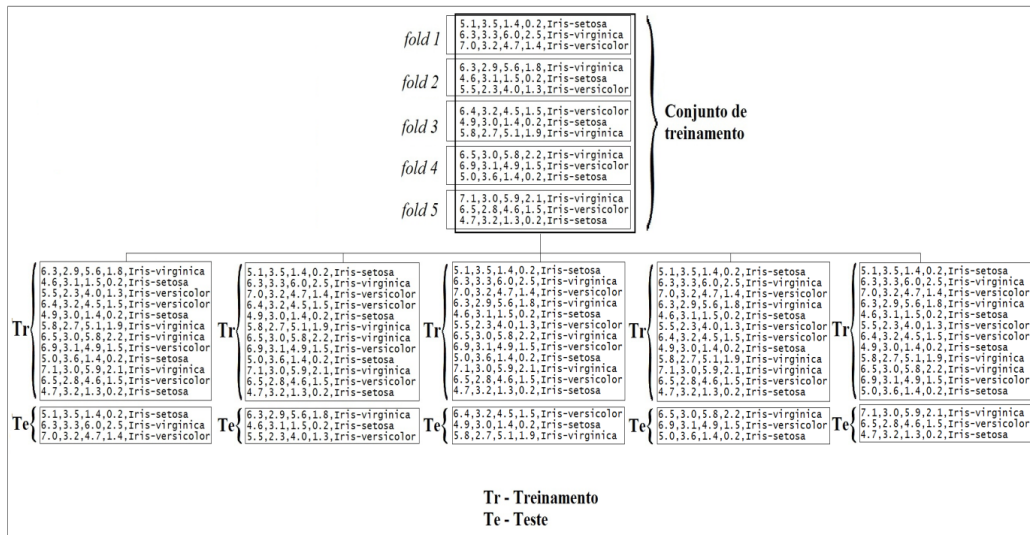 fold 1
5.1,3.5,1.4,0.2,Iris-setosa
6.3,3.3,6.0,2.5,Iris-virginica
7.0,3.2,4.7,1.4,Iris-versicolor
fold 2
6.3,2.9,5.6,1.8,Iris-virginica
4.6,3.1,1.5,0.2,Iris-setosa
5.5,2.3,4.0,1.3,Iris-versicolor
fold 3
6.4,3.2,4.5,1.5,Iris-versicolor
4.9,3.0,1.4,0.2,Iris-setosa
5.8,2.7,5.1,1.9,Iris-virginica
fold 4
6.5,3.0,5.8,2.2,Iris-virginica
6.9,3.1,4.9,1.5,Iris-versicolor
5.0,3.6,1.4,0.2,Iris-setosa
fold 5
7.1,3.0,5.9,2.1,Iris-virginica
6.5,2.8,4.6,1.5,Iris-versicolor
4.7,3.2,1.3,0.2,Iris-setosa
Conjunto de
treinamento
Tr
6.3,2.9,5.6,1.8,Iris-virginica
4.6,3.1,1.5,0.2,Iris-setosa
5.5,2.3,4.0,1.3,Iris-versicolor
6.4,3.2,4.5,1.5,Iris-versicolor
4.9,3.0,1.4,0.2,Iris-setosa
5.8,2.7,5.1,1.9,Iris-virginica
6.5,3.0,5.8,2.2,Iris-virginica
6.9,3.1,4.9,1.5,Iris-versicolor
5.0,3.6,1.4,0.2,Iris-setosa
7.1,3.0,5.9,2.1,Iris-virginica
6.5,2.8,4.6,1.5,Iris-versicolor
4.7,3.2,1.3,0.2,Iris-setosa
Te
5.1,3.5,1.4,0.2,Iris-setosa
6.3,3.3,6.0,2.5,Iris-virginica
7.0,3.2,4.7,1.4,Iris-versicolor
Tr
5.1,3.5,1.4,0.2,Iris-setosa
6.3,3.3,6.0,2.5,Iris-virginica
7.0,3.2,4.7,1.4,Iris-versicolor
6.4,3.2,4.5,1.5,Iris-versicolor
4.9,3.0,1.4,0.2,Iris-setosa
5.8,2.7,5.1,1.9,Iris-virginica
6.5,3.0,5.8,2.2,Iris-virginica
6.9,3.1,4.9,1.5,Iris-versicolor
5.0,3.6,1.4,0.2,Iris-setosa
7.1,3.0,5.9,2.1,Iris-virginica
6.5,2.8,4.6,1.5,Iris-versicolor
4.7,3.2,1.3,0.2,Iris-setosa
Te
6.3,2.9,5.6,1.8,Iris-virginica
4.6,3.1,1.5,0.2,Iris-setosa
5.5,2.3,4.0,1.3,Iris-versicolor
Tr
5.1,3.5,1.4,0.2,Iris-setosa
6.3,3.3,6.0,2.5,Iris-virginica
7.0,3.2,4.7,1.4,Iris-versicolor
6.3,2.9,5.6,1.8,Iris-virginica
4.6,3.1,1.5,0.2,Iris-setosa
5.5,2.3,4.0,1.3,Iris-versicolor
6.5,3.0,5.8,2.2,Iris-virginica
6.9,3.1,4.9,1.5,Iris-versicolor
5.0,3.6,1.4,0.2,Iris-setosa
7.1,3.0,5.9,2.1,Iris-virginica
6.5,2.8,4.6,1.5,Iris-versicolor
4.7,3.2,1.3,0.2,Iris-setosa
Te
6.4,3.2,4.5,1.5,Iris-versicolor
4.9,3.0,1.4,0.2,Iris-setosa
5.8,2.7,5.1,1.9,Iris-virginica
Tr
5.1,3.5,1.4,0.2,Iris-setosa
6.3,3.3,6.0,2.5,Iris-virginica
7.0,3.2,4.7,1.4,Iris-versicolor
6.3,2.9,5.6,1.8,Iris-virginica
4.6,3.1,1.5,0.2,Iris-setosa
5.5,2.3,4.0,1.3,Iris-versicolor
6.4,3.2,4.5,1.5,Iris-versicolor
4.9,3.0,1.4,0.2,Iris-setosa
5.8,2.7,5.1,1.9,Iris-virginica
7.1,3.0,5.9,2.1,Iris-virginica
6.5,2.8,4.6,1.5,Iris-versicolor
4.7,3.2,1.3,0.2,Iris-setosa
Te
6.5,3.0,5.8,2.2,Iris-virginica
6.9,3.1,4.9,1.5,Iris-versicolor
5.0,3.6,1.4,0.2,Iris-setosa
Tr
5.1,3.5,1.4,0.2,Iris-setosa
6.3,3.3,6.0,2.5,Iris-virginica
7.0,3.2,4.7,1.4,Iris-versicolor
6.3,2.9,5.6,1.8,Iris-virginica
4.6,3.1,1.5,0.2,Iris-setosa
5.5,2.3,4.0,1.3,Iris-versicolor
6.4,3.2,4.5,1.5,Iris-versicolor
4.9,3.0,1.4,0.2,Iris-setosa
5.8,2.7,5.1,1.9,Iris-virginica
6.5,3.0,5.8,2.2,Iris-virginica
6.9,3.1,4.9,1.5,Iris-versicolor
5.0,3.6,1.4,0.2,Iris-setosa
Te
7.1,3.0,5.9,2.1,Iris-virginica
6.5,2.8,4.6,1.5,Iris-versicolor
4.7,3.2,1.3,0.2,Iris-setosa
Tr - Treinamento
Te - Teste